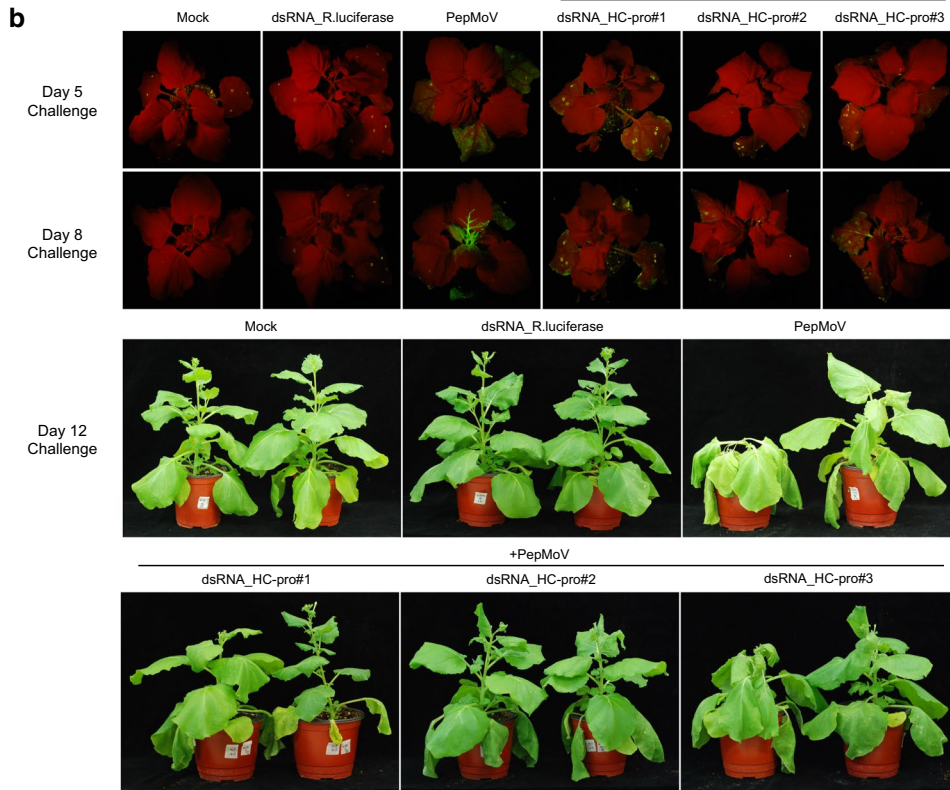 b
Mock dsRNA_R.luciferase PepMoV dsRNA_HC-pro#1 dsRNA_HC-pro#2 dsRNA_HC-pro#3
Day 5
Challenge
Day 8
Challenge
Mock dsRNA_R.luciferase PepMoV
Day 12
Challenge
+PepMoV
dsRNA_HC-pro#1 dsRNA_HC-pro#2 dsRNA_HC-pro#3